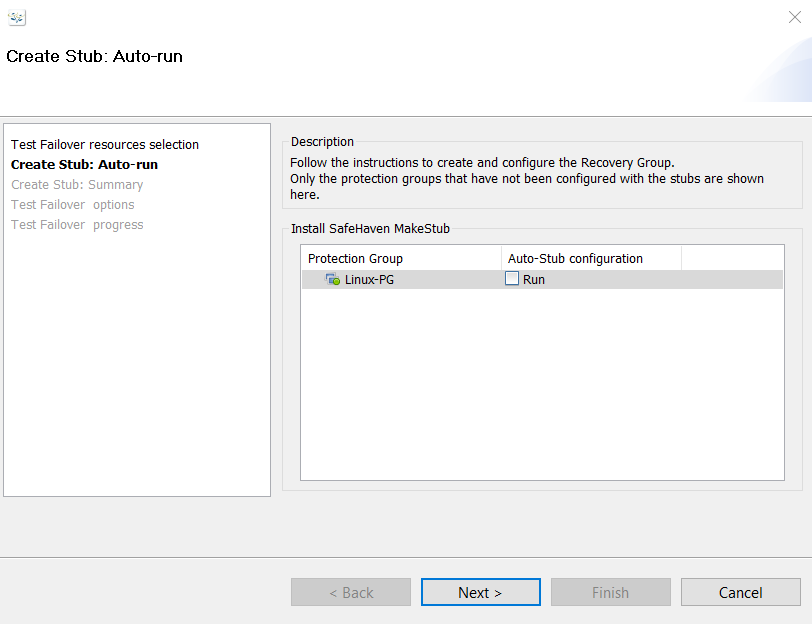 Create Stub: Auto-run
Test Failover resources selection
Create Stub: Auto-run
Create Stub: Summary
Test Failover  options
Test Failover  progress
Description
Follow the instructions to create and configure the Recovery Group.
Only the protection groups that have not been configured with the stubs are shown
here.
Install SafeHaven MakeStub
Protection Group Auto-Stub configuration
Linux-PG Run
< Back Next > Finish Cancel